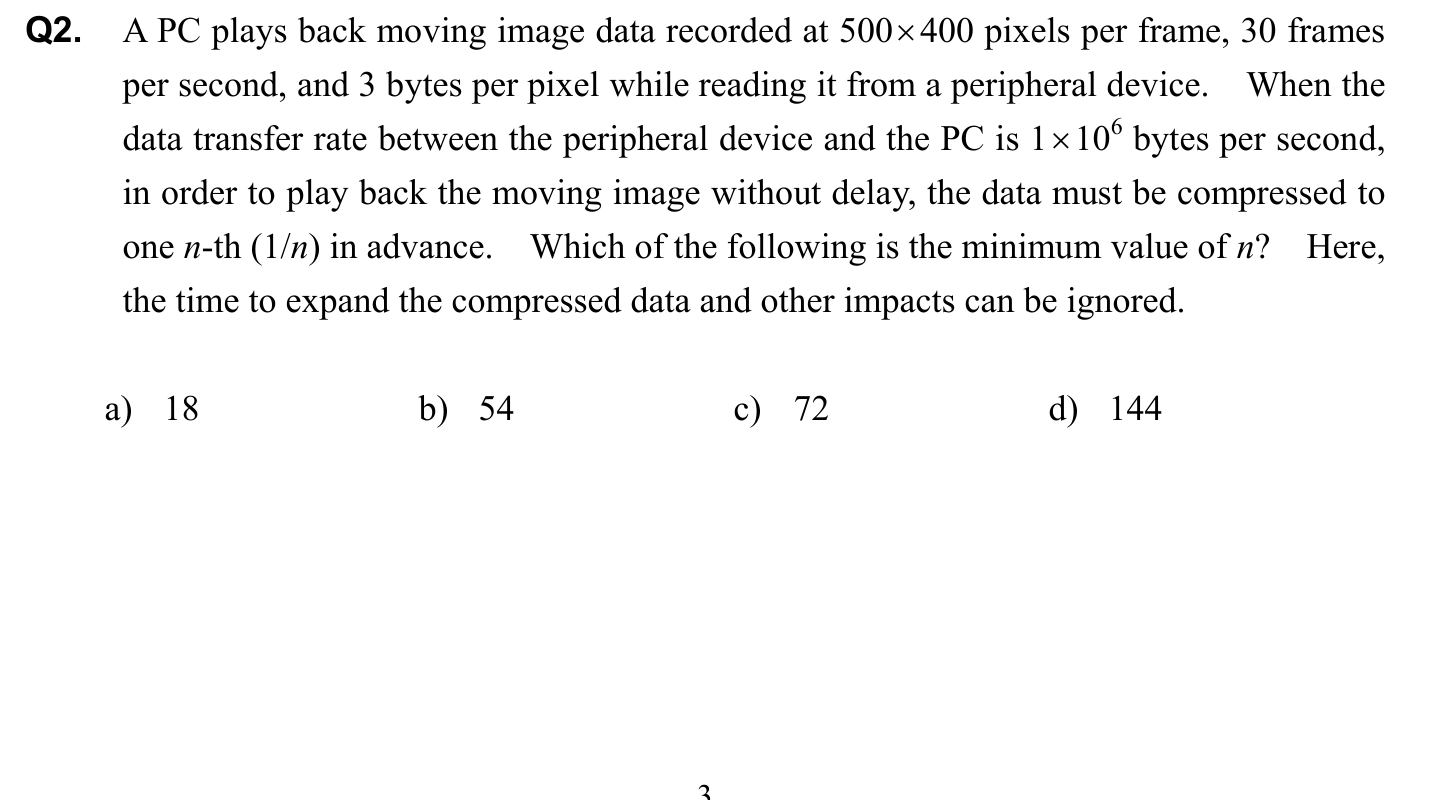 Q2. A PC plays back moving image data recorded at 500×400 pixels per frame, 30 frames
per second, and 3 bytes per pixel while reading it from a peripheral device. When the
data transfer rate between the peripheral device and the PC is 1×10⁶ bytes per second,
in order to play back the moving image without delay, the data must be compressed to
one n-th (1/n) in advance. Which of the following is the minimum value of n? Here,
the time to expand the compressed data and other impacts can be ignored.
a) 18 b) 54 c) 72 d) 144
3